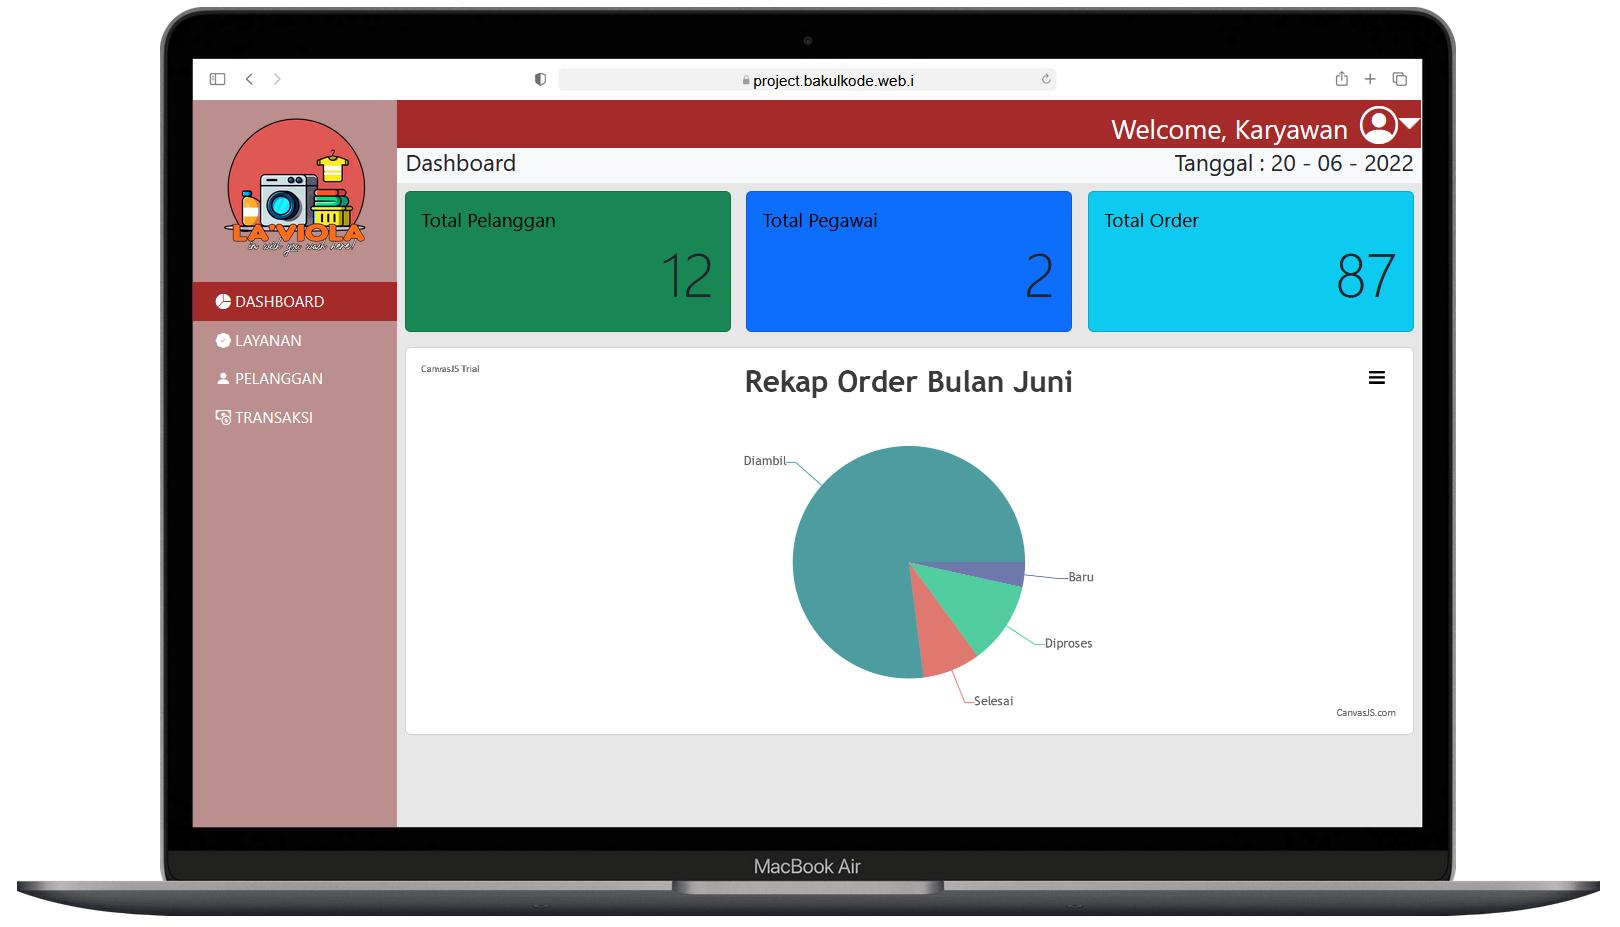 project.bakulkode.web.i
LA'VIOLA
Welcome, Karyawan
Dashboard
Tanggal : 20 - 06 - 2022
Total Pelanggan
12
Total Pegawai
2
Total Order
87
DASHBOARD
LAYANAN
PELANGGAN
TRANSAKSI
CanvasJS Trial
Rekap Order Bulan Juni
Diambil
Baru
Diproses
Selesai
CanvasJS.com
MacBook Air